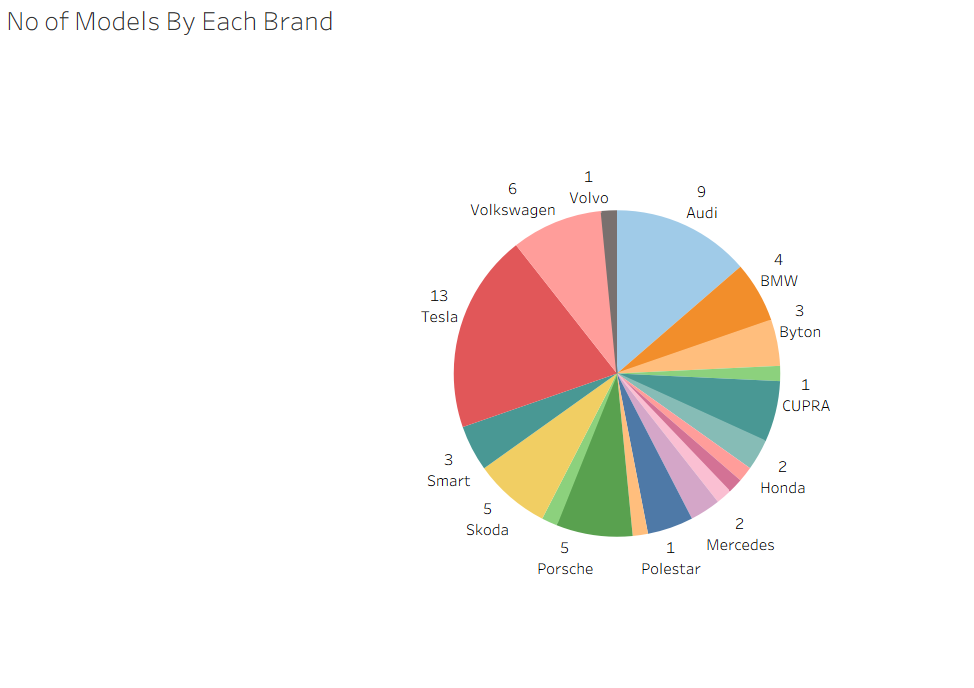 No of Models By Each Brand
1
Volvo
9
Audi
4
BMW
3
Byton
1
CUPRA
2
Honda
2
Mercedes
1
Polestar
5
Porsche
5
Skoda
3
Smart
13
Tesla
6
Volkswagen